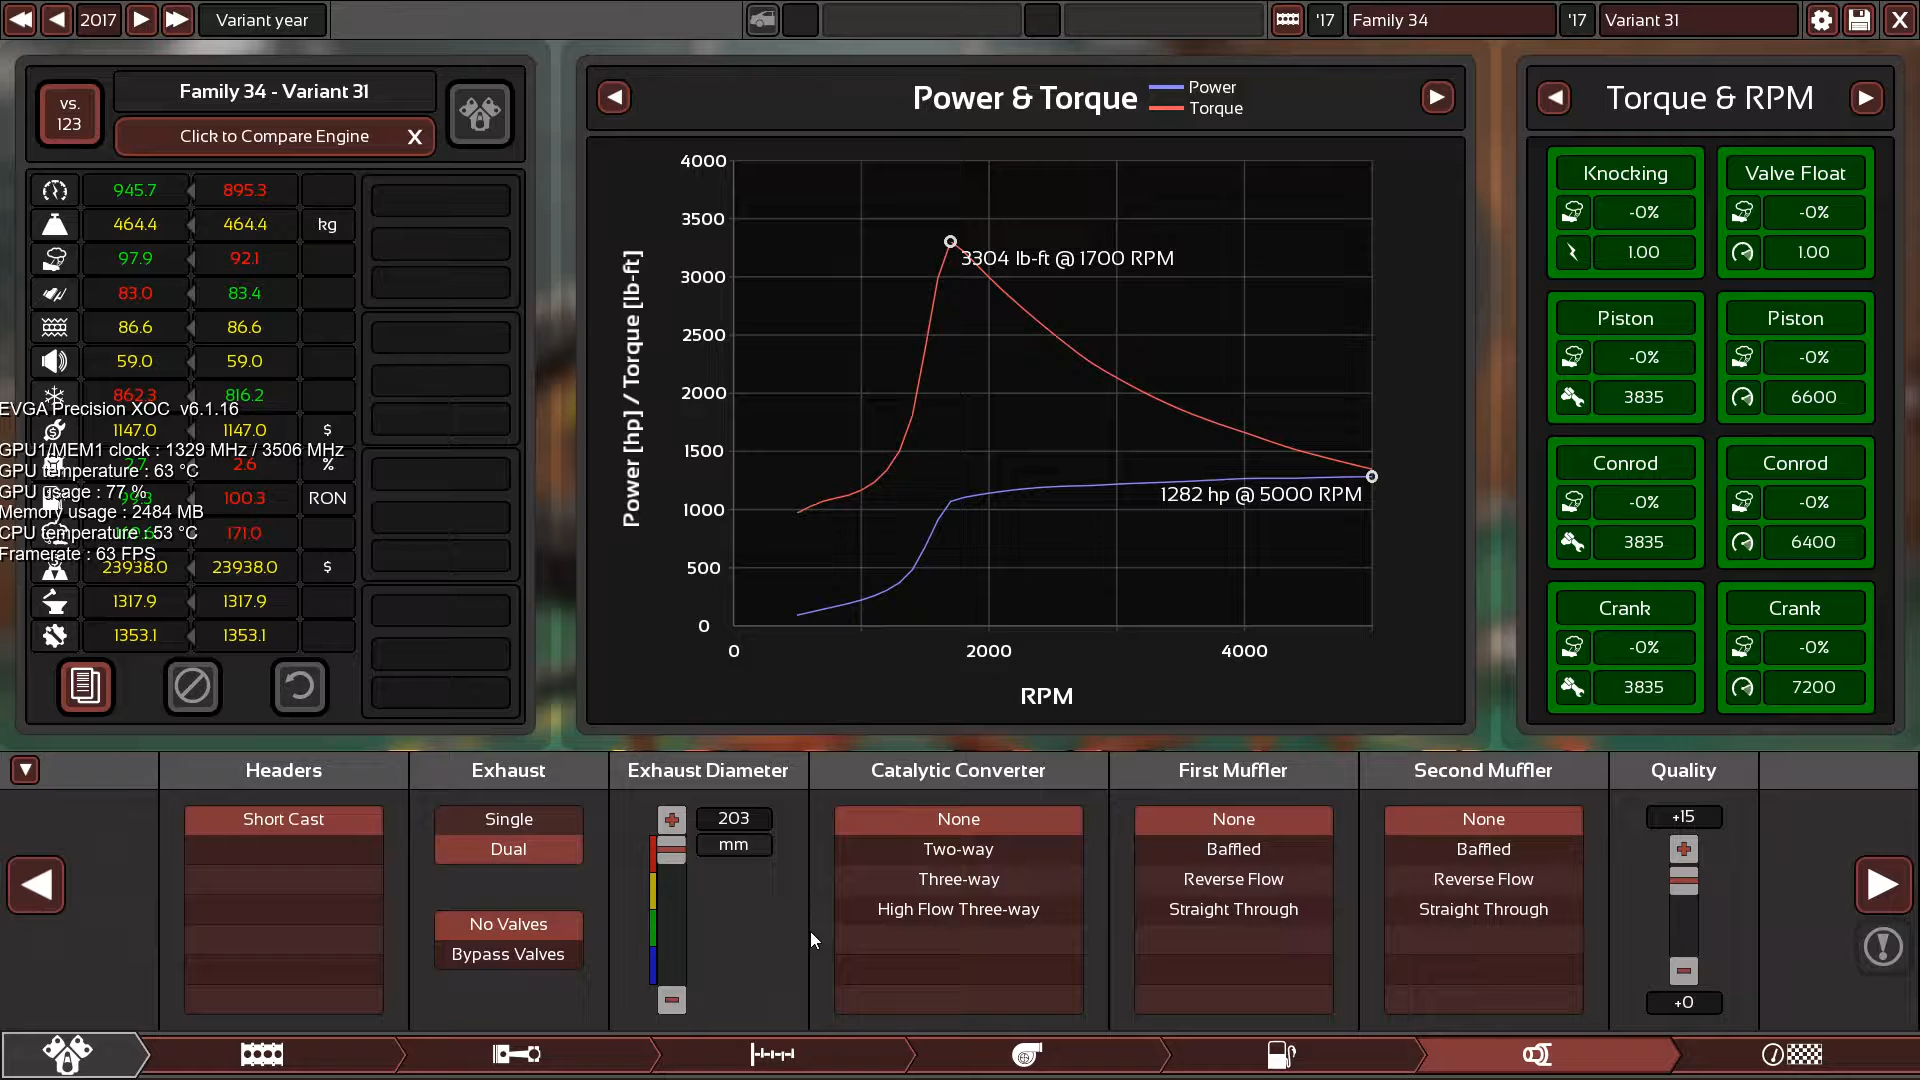 2017
Variant year
'17
Family 34
'17
Variant 31
X
vs.
123
Family 34 - Variant 31
Click to Compare Engine X
945.7 895.3
464.4 464.4 kg
97.9 92.1
83.0 83.4
86.6 86.6
59.0 59.0
862.3 816.2
EVGA Precision XOC v6.1.16
1147.0 1147.0 $
GPU1/MEM1 clock : 1329 MHz / 3506 MHz
2.6 %
GPU temperature : 63 °C
GPU usage : 77 %
100.3 RON
Memory usage : 2484 MB
CPU temperature : 53 °C
171.0
Framerate : 63 FPS
23938.0 23938.0 $
1317.9 1317.9
1353.1 1353.1
Power & Torque
Power
Torque
Power [hp] / Torque [lb-ft]
4000
3500
3000
2500
2000
1500
1000
500
0
3304 lb-ft @ 1700 RPM
1282 hp @ 5000 RPM
0 2000 4000
RPM
Torque & RPM
Knocking
-0%
1.00
Valve Float
-0%
1.00
Piston
-0%
3835
Piston
-0%
6600
Conrod
-0%
3835
Conrod
-0%
6400
Crank
-0%
3835
Crank
-0%
7200
Headers
Short Cast
Exhaust
Single
Dual
No Valves
Bypass Valves
Exhaust Diameter
203
mm
Catalytic Converter
None
Two-way
Three-way
High Flow Three-way
First Muffler
None
Baffled
Reverse Flow
Straight Through
Second Muffler
None
Baffled
Reverse Flow
Straight Through
Quality
+15
+0